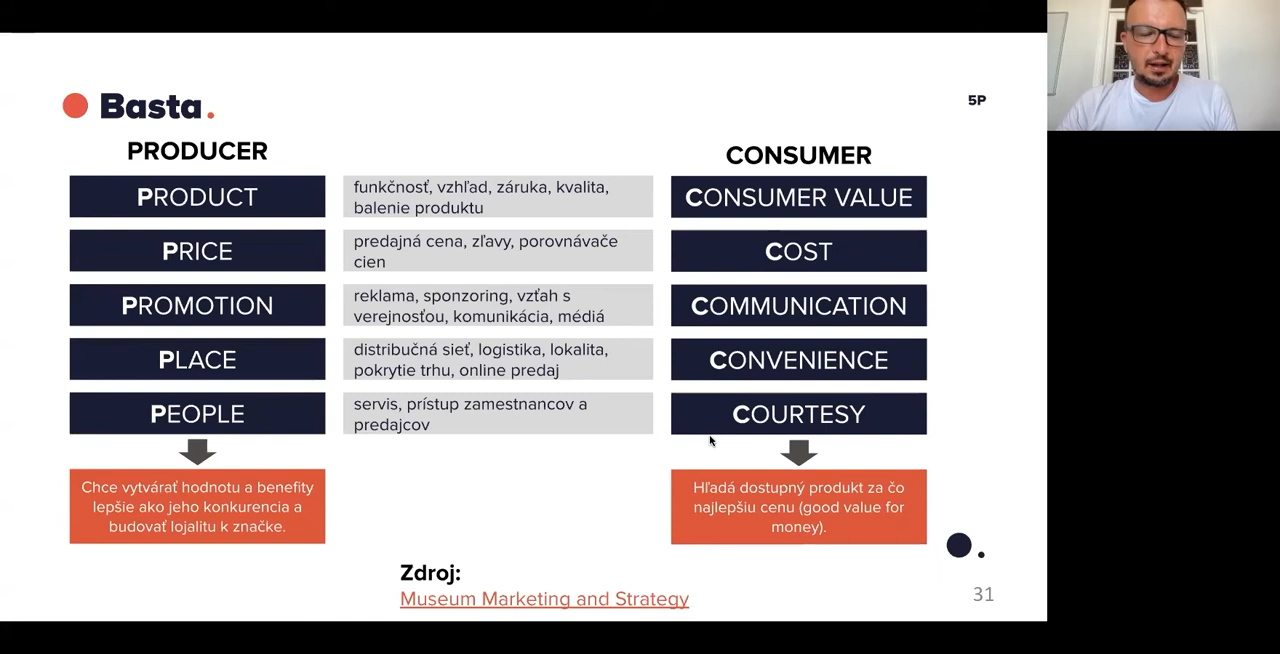 Basta.
5P
PRODUCER
CONSUMER
PRODUCT
funkčnosť, vzhľad, záruka, kvalita,
balenie produktu
CONSUMER VALUE
PRICE
predajná cena, zľavy, porovnávače
cien
COST
PROMOTION
reklama, sponzoring, vzťah s
verejnosťou, komunikácia, médiá
COMMUNICATION
PLACE
distribučná sieť, logistika, lokalita,
pokrytie trhu, online predaj
CONVENIENCE
PEOPLE
servis, prístup zamestnancov a
predajcov
COURTESY
Chce vytvárať hodnotu a benefity
lepšie ako jeho konkurencia a
budovať lojalitu k značke.
Hľadá dostupný produkt za čo
najlepšiu cenu (good value for
money).
Zdroj:
Museum Marketing and Strategy
31